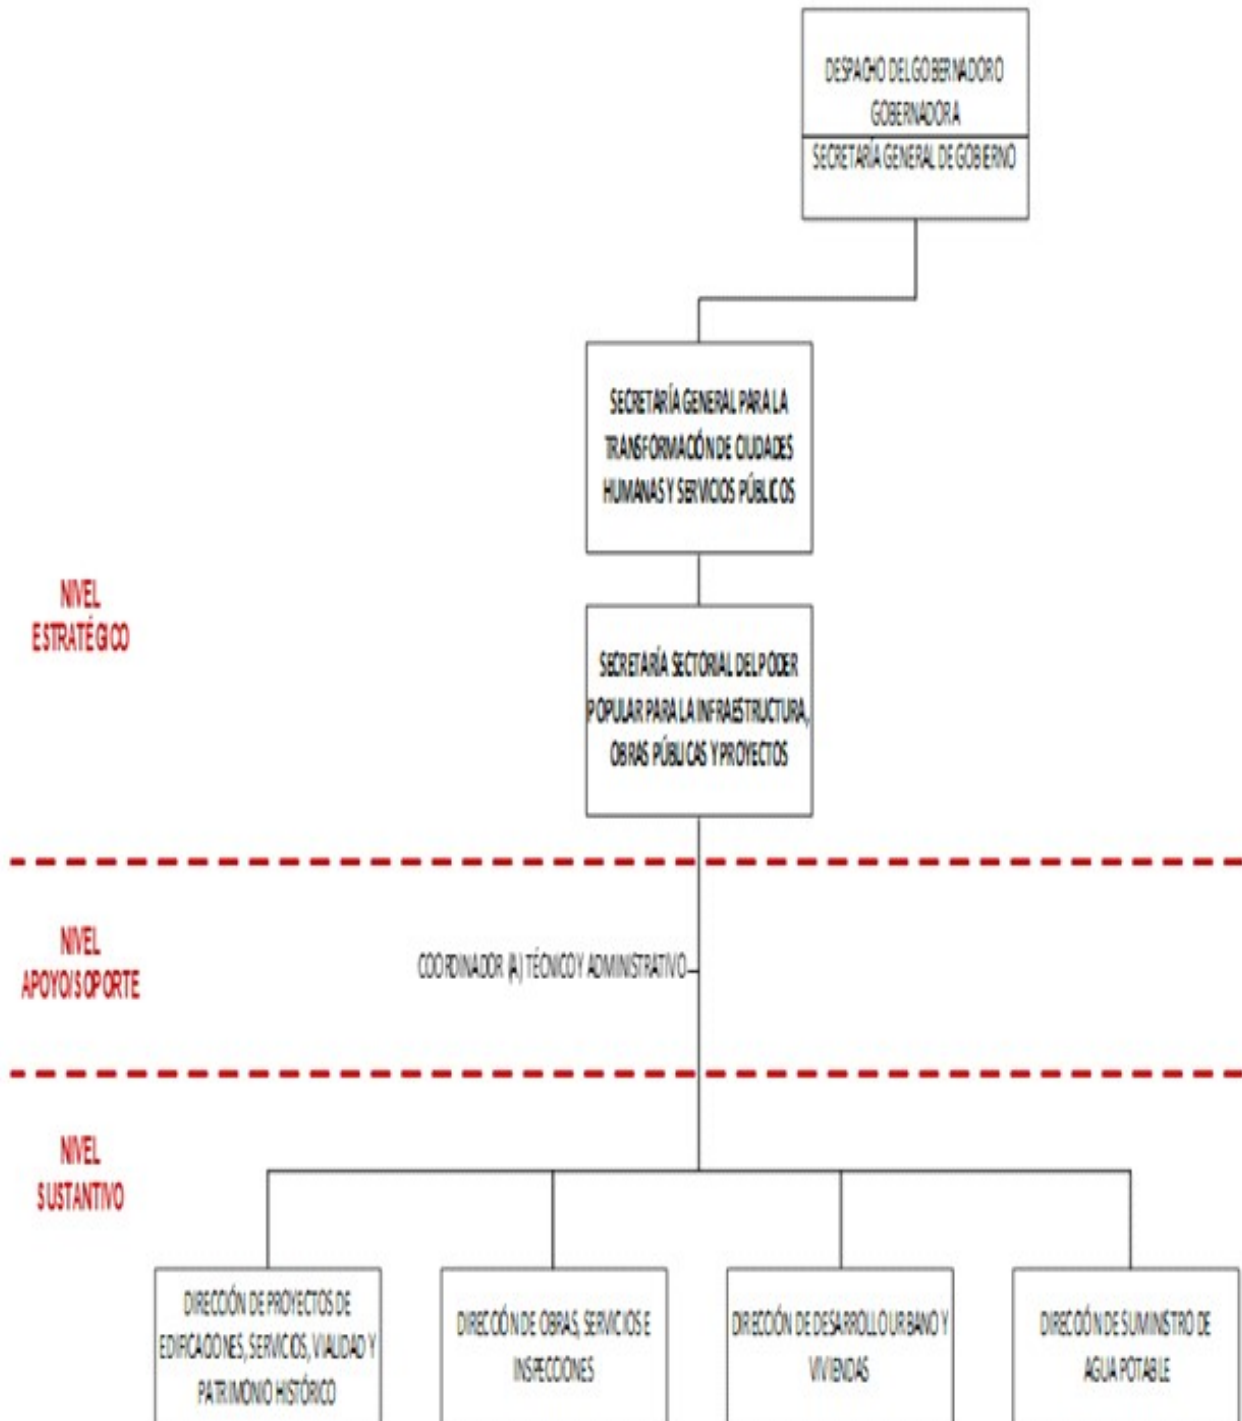 DESPACHO DEL GOBERNADOR O
GOBERNADORA
SECRETARÍA GENERAL DE GOBIERNO
SECRETARÍA GENERAL PARA LA
TRANSFORMACIÓN DE CIUDADES
HUMANAS Y SERVICIOS PÚBLICOS
NIVEL
ESTRATÉGICO
SECRETARÍA SECTORIAL DEL PODER
POPULAR PARA LA INFRAESTRUCTURA,
OBRAS PÚBLICAS Y PROYECTOS
NIVEL
APOYO/SOPORTE
COORDINADOR (A) TÉCNICO Y ADMINISTRATIVO
NIVEL
SUSTANTIVO
DIRECCIÓN DE PROYECTOS DE
EDIFICACIONES, SERVICIOS, VIALIDAD Y
PATRIMONIO HISTÓRICO
DIRECCIÓN DE OBRAS, SERVICIOS E
INSPECCIONES
DIRECCIÓN DE DESARROLLO URBANO Y
VIVIENDAS
DIRECCIÓN DE SUMINISTRO DE
AGUA POTABLE